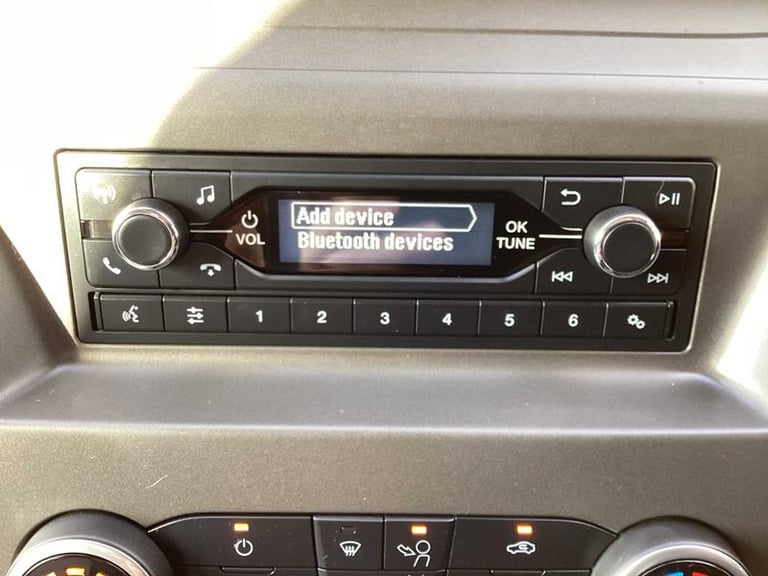 Add device
Bluetooth devices
VOL
OK
TUNE
1 2 3 4 5 6